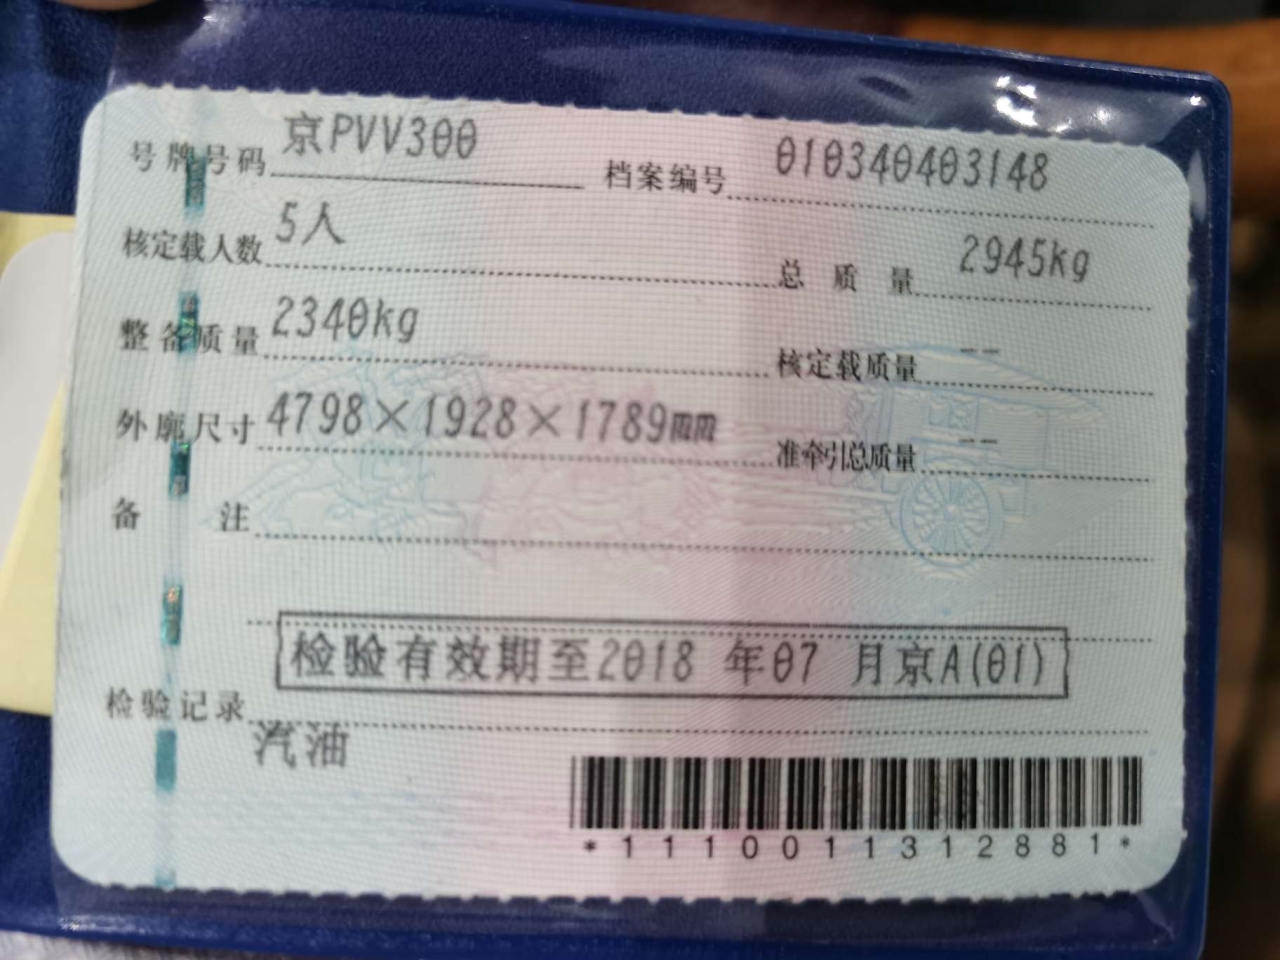 号牌号码 京PVV300 档案编号 010340403148
核定载人数 5人 总质量 2945kg
整备质量 2340kg 核定载质量 --
外廓尺寸 4798×1928×1789mm 准牵引总质量 --
备注
检验有效期至2018 年07 月京A(01)
检验记录
汽油
*1110011312881*